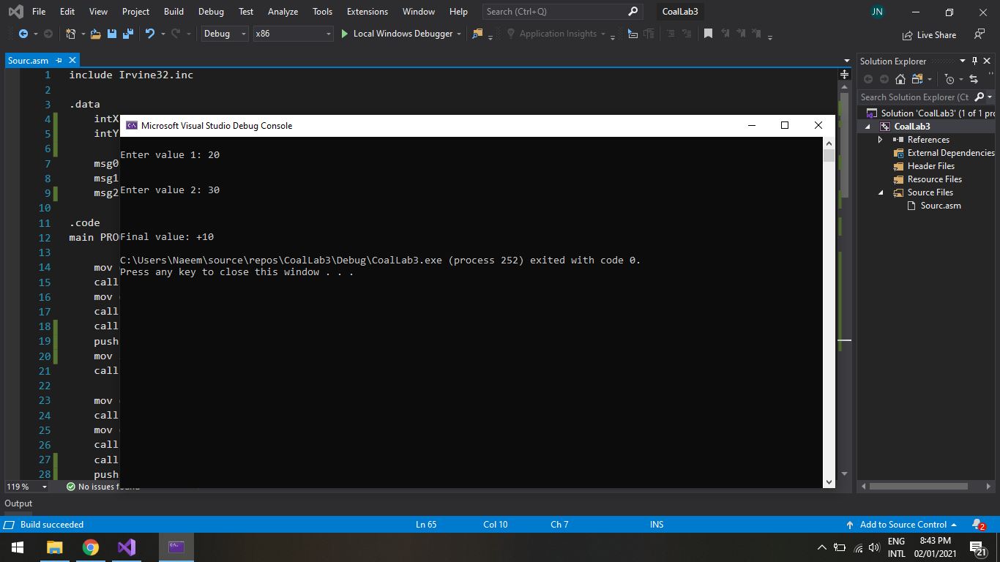 File Edit View Project Build Debug Test Analyze Tools Extensions Window Help Search (Ctrl+Q) CoalLab3 JN
Debug x86 Local Windows Debugger Application Insights Live Share
Sourc.asm
1 include Irvine32.inc
2
3 .data
4 intX
5 intY
6
7 msg0
8 msg1
9 msg2
10
11 .code
12 main PRO
13
14 mov
15 call
16 mov
17 call
18 call
19 push
20 mov
21 call
22
23 mov
24 call
25 mov
26 call
27 call
28 push
119 % No issues found
Microsoft Visual Studio Debug Console
Enter value 1: 20
Enter value 2: 30
Final value: +10
C:\Users\Naeem\source\repos\CoalLab3\Debug\CoalLab3.exe (process 252) exited with code 0.
Press any key to close this window . . .
Solution Explorer
Search Solution Explorer (Ct
Solution 'CoalLab3' (1 of 1 pro
CoalLab3
References
External Dependencies
Header Files
Resource Files
Source Files
Sourc.asm
Output
Build succeeded Ln 65 Col 10 Ch 7 INS Add to Source Control 2
ENG 8:43 PM
INTL 02/01/2021 21